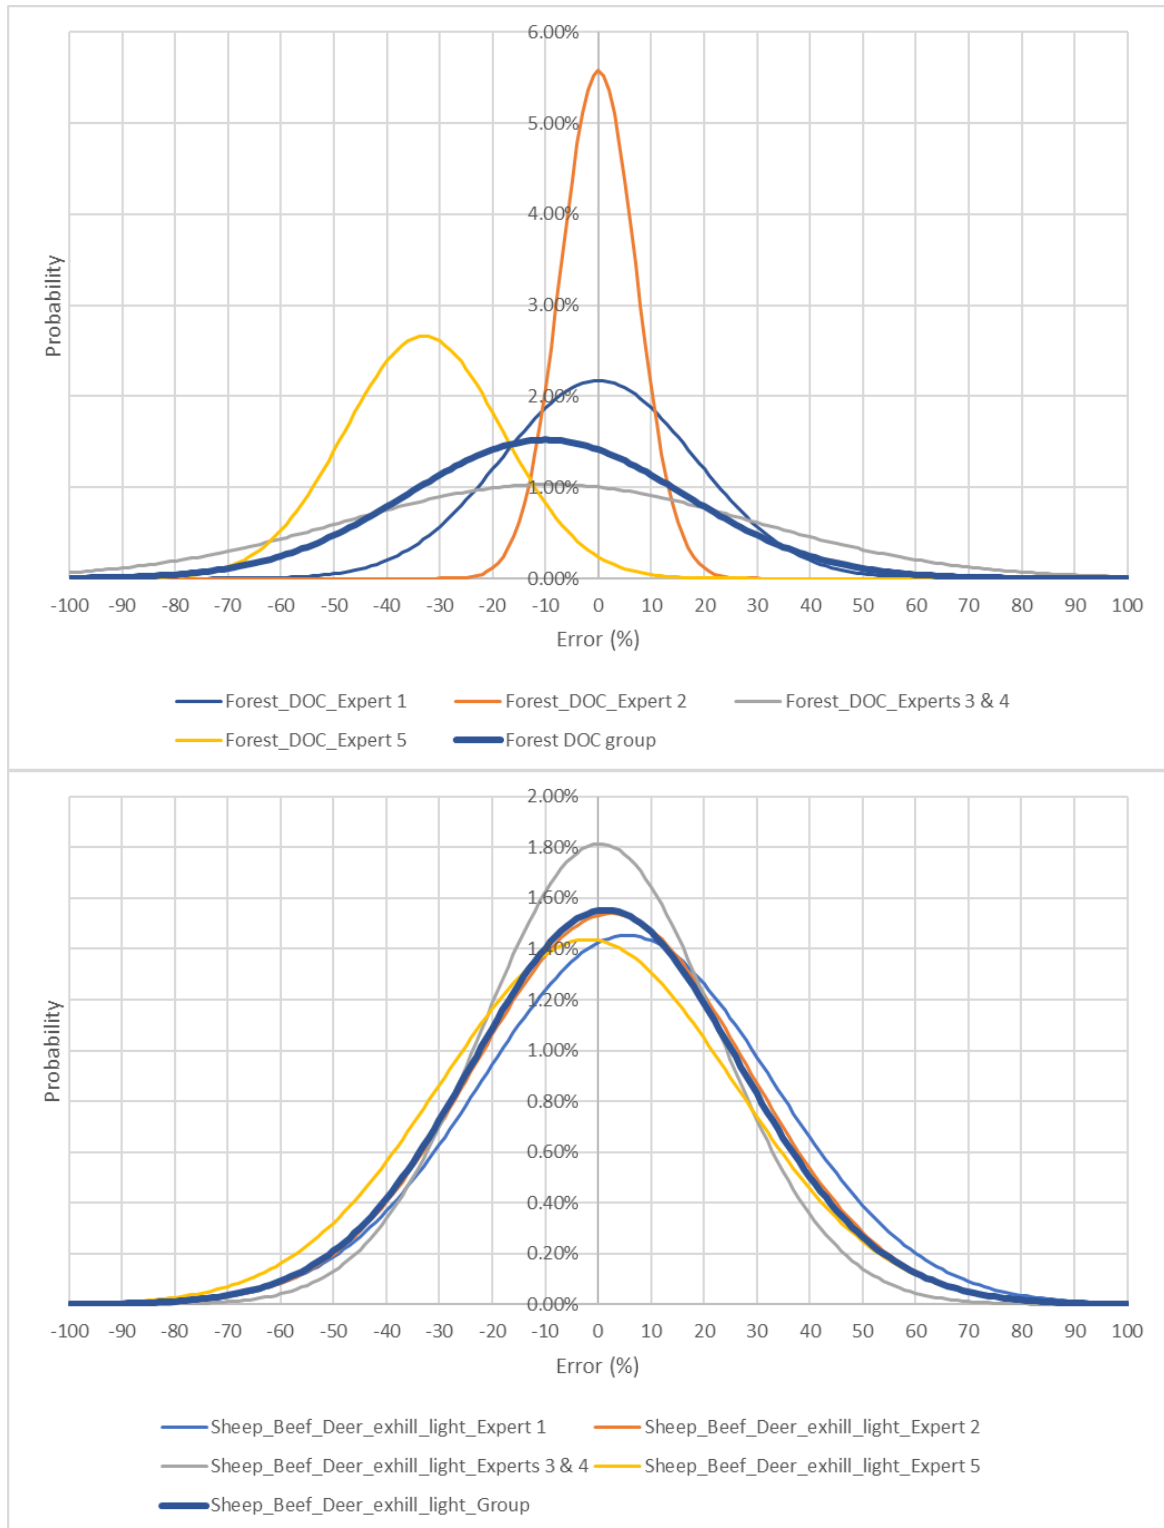 6.00%
5.00%
4.00%
3.00%
2.00%
1.00%
0.00%
Probability
-100 -90 -80 -70 -60 -50 -40 -30 -20 -10 0 10 20 30 40 50 60 70 80 90 100
Error (%)
Forest_DOC_Expert 1 Forest_DOC_Expert 2 Forest_DOC_Experts 3 & 4
Forest_DOC_Expert 5 Forest DOC group
2.00%
1.80%
1.60%
1.40%
1.20%
1.00%
0.80%
0.60%
0.40%
0.20%
0.00%
Probability
-100 -90 -80 -70 -60 -50 -40 -30 -20 -10 0 10 20 30 40 50 60 70 80 90 100
Error (%)
Sheep_Beef_Deer_exhill_light_Expert 1 Sheep_Beef_Deer_exhill_light_Expert 2
Sheep_Beef_Deer_exhill_light_Experts 3 & 4 Sheep_Beef_Deer_exhill_light_Expert 5
Sheep_Beef_Deer_exhill_light_Group